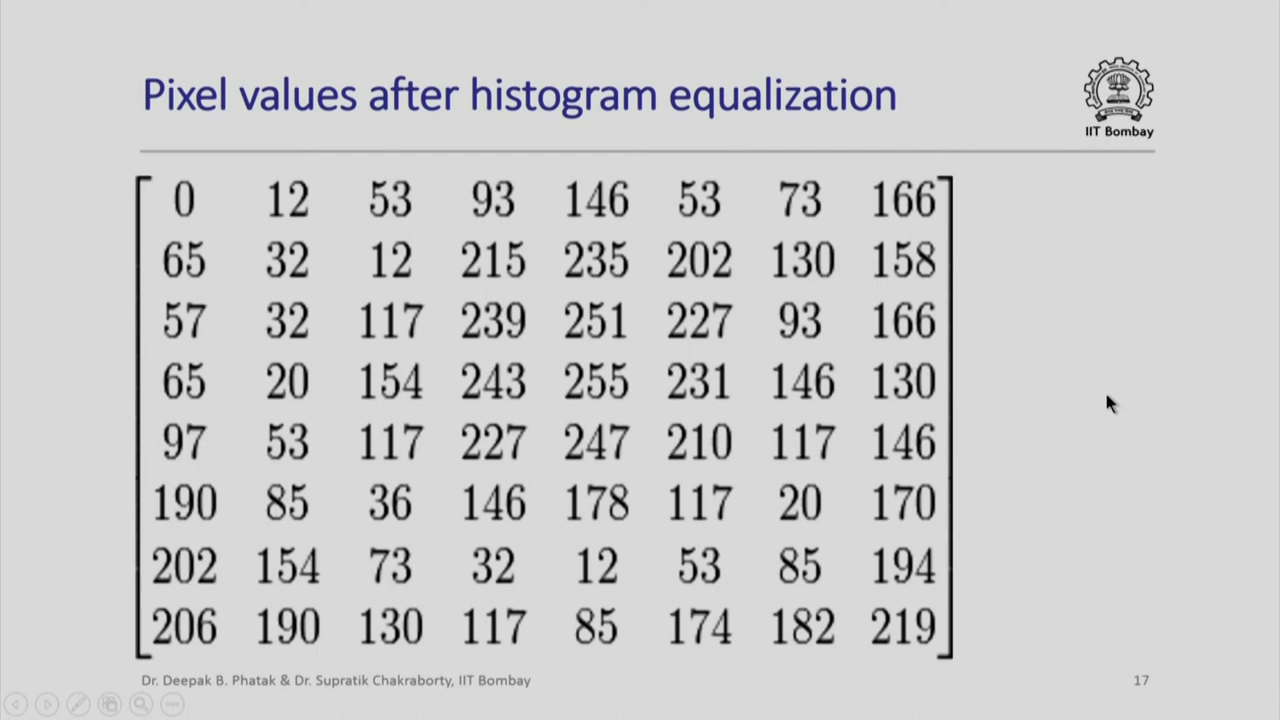 Pixel values after histogram equalization
IIT Bombay
0 12 53 93 146 53 73 166
65 32 12 215 235 202 130 158
57 32 117 239 251 227 93 166
65 20 154 243 255 231 146 130
97 53 117 227 247 210 117 146
190 85 36 146 178 117 20 170
202 154 73 32 12 53 85 194
206 190 130 117 85 174 182 219
Dr. Deepak B. Phatak & Dr. Supratik Chakraborty, IIT Bombay
17